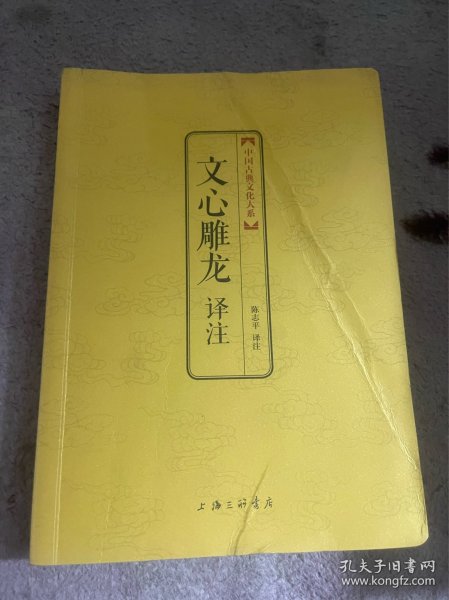 中国古典文化大系
文心雕龙 译注
陈志平 译注
上海三联书店
孔夫子旧书网
www.kongfz.com